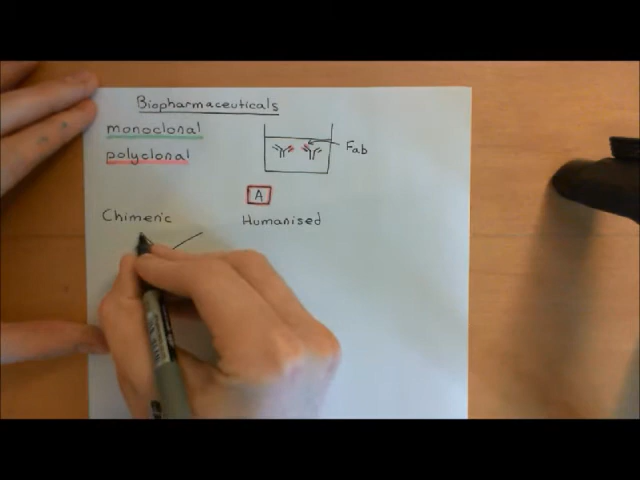 Biopharmaceuticals
monoclonal
polyclonal
Fab
A
Chimeric
Humanised